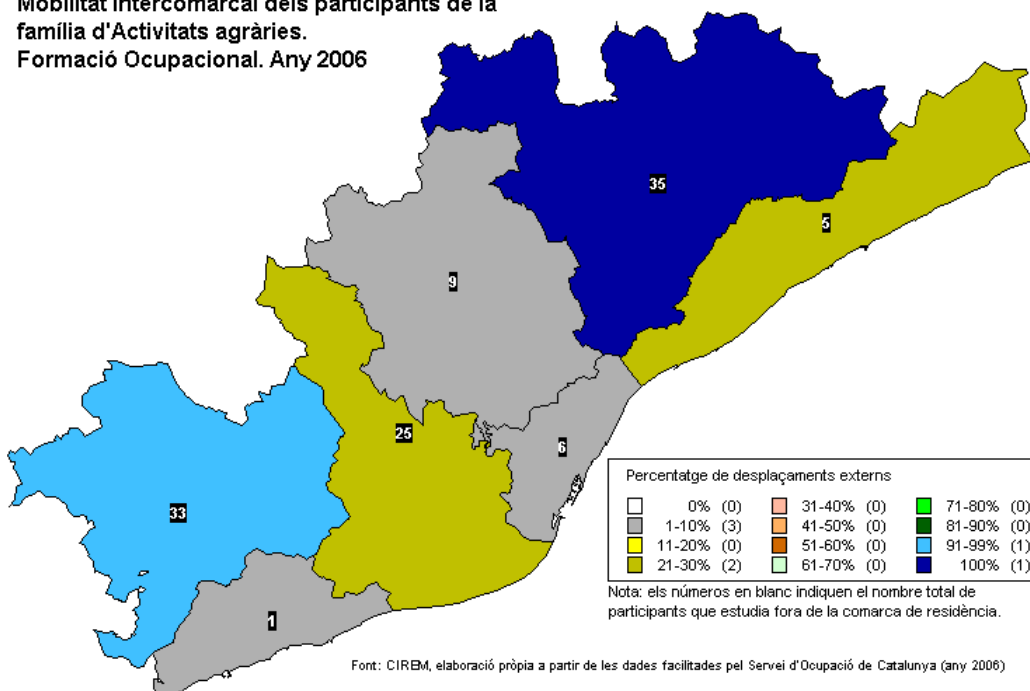 Mobilitat intercomarcal dels participants de la
família d'Activitats agràries.
Formació Ocupacional. Any 2006
35
5
9
25
6
33
1
Percentatge de desplaçaments externs
0% (0)
1-10% (3)
11-20% (0)
21-30% (2)
31-40% (0)
41-50% (0)
51-60% (0)
61-70% (0)
71-80% (0)
81-90% (0)
91-99% (1)
100% (1)
Nota: els números en blanc indiquen el nombre total de
participants que estudia fora de la comarca de residència.
Font: CIREM, elaboració pròpia a partir de les dades facilitades pel Servei d'Ocupació de Catalunya (any 2006)